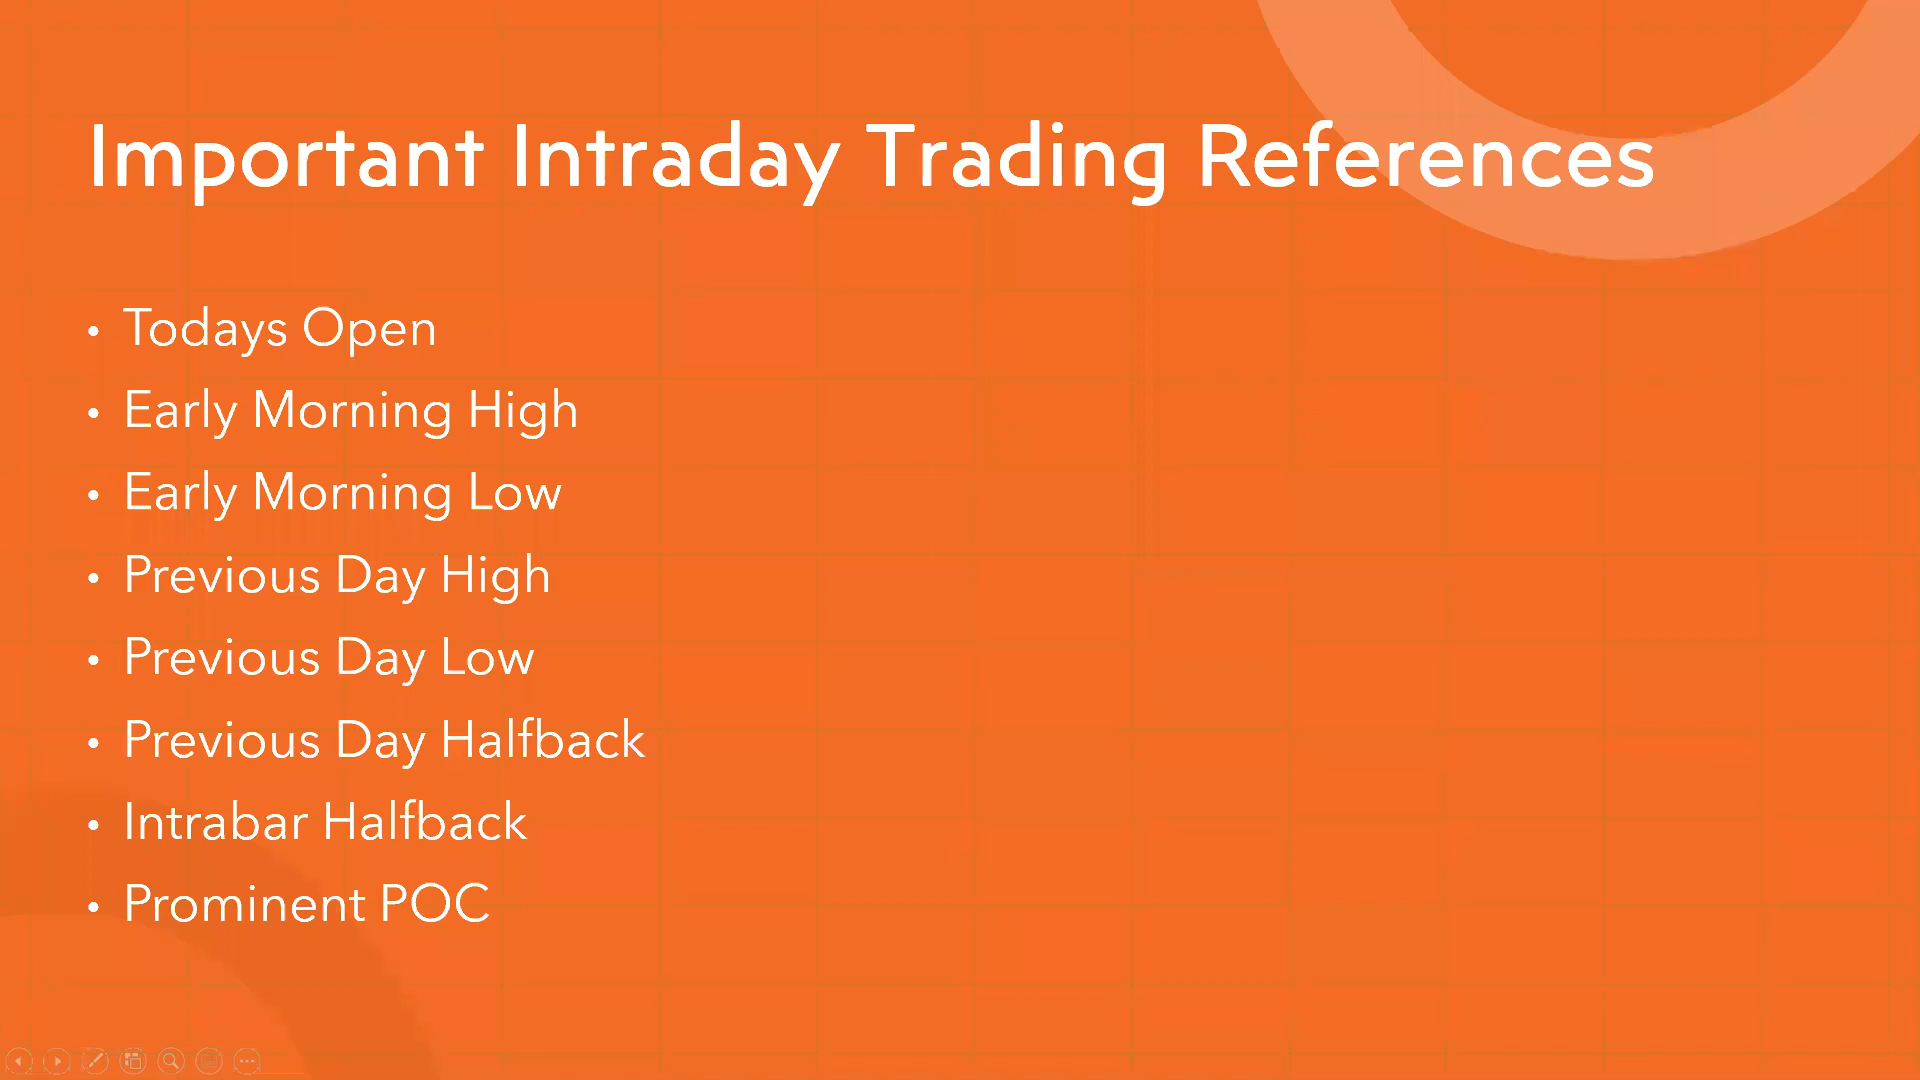 Important Intraday Trading References
• Todays Open
• Early Morning High
• Early Morning Low
• Previous Day High
• Previous Day Low
• Previous Day Halfback
• Intrabar Halfback
• Prominent POC